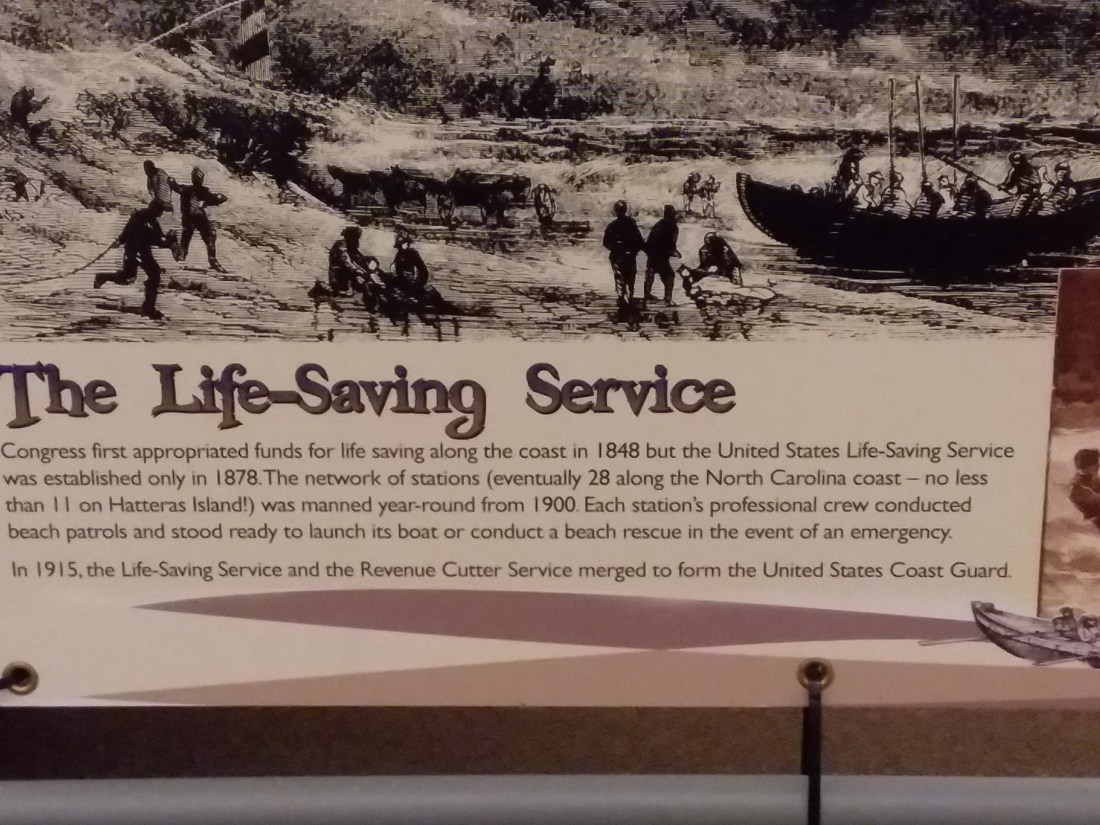 The Life-Saving Service
Congress first appropriated funds for life saving along the coast in 1848 but the United States Life-Saving Service
was established only in 1878. The network of stations (eventually 28 along the North Carolina coast – no less
than 11 on Hatteras Island!) was manned year-round from 1900. Each station's professional crew conducted
beach patrols and stood ready to launch its boat or conduct a beach rescue in the event of an emergency.
In 1915, the Life-Saving Service and the Revenue Cutter Service merged to form the United States Coast Guard.